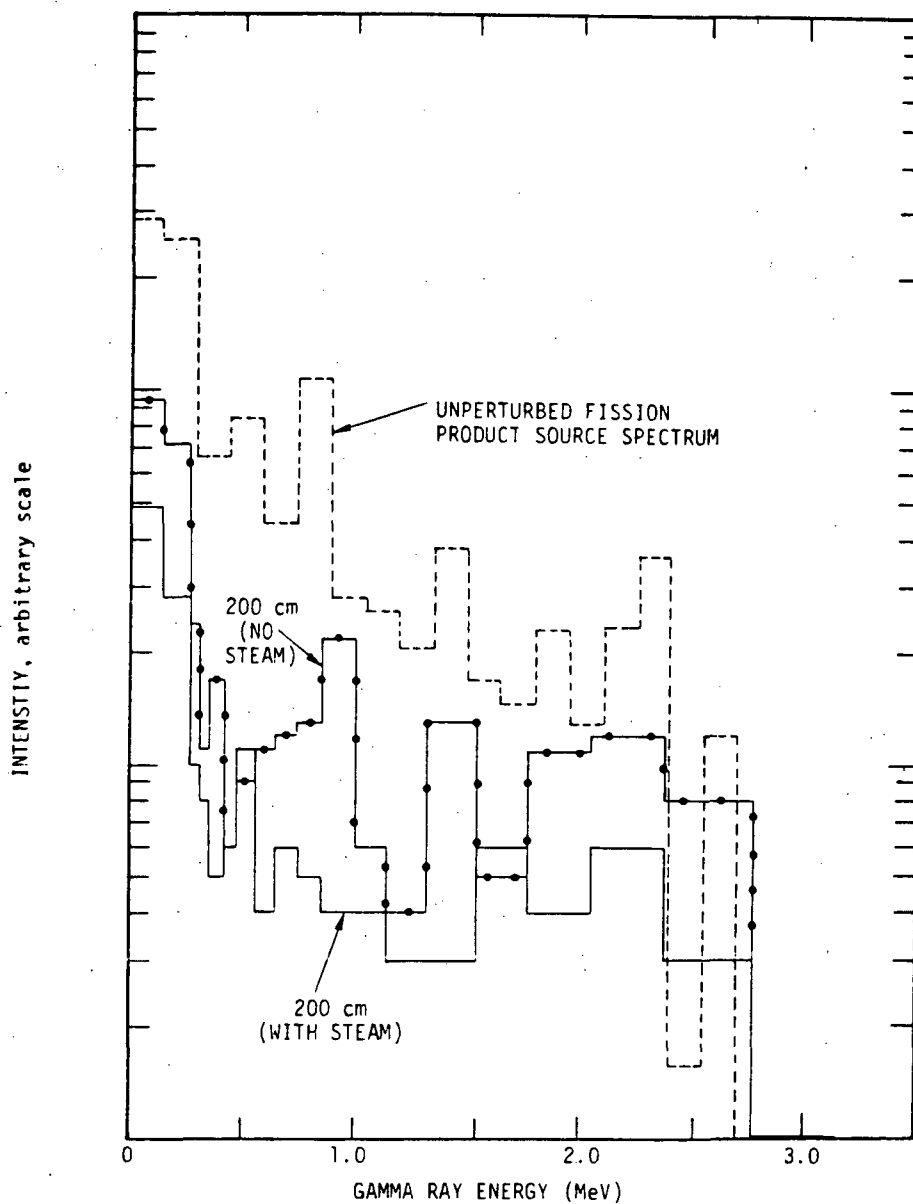 UNPERTURBED FISSION
PRODUCT SOURCE SPECTRUM
INTENSTIY, arbitrary scale
200 cm
(NO
STEAM)
200 cm
(WITH STEAM)
0
1.0
2.0
3.0
GAMMA RAY ENERGY (MeV)